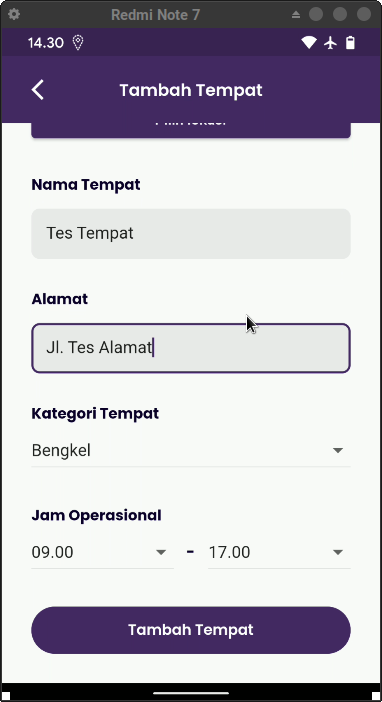 Redmi Note 7
14.30
Tambah Tempat
Nama Tempat
Tes Tempat
Alamat
Jl. Tes Alamat
Kategori Tempat
Bengkel
Jam Operasional
09.00 - 17.00
Tambah Tempat